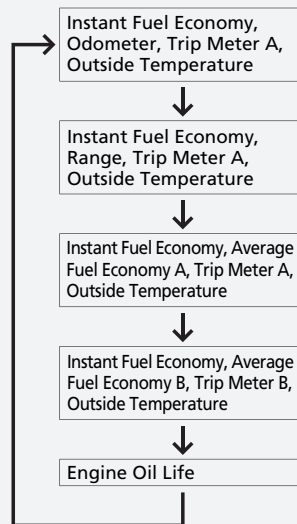 Instant Fuel Economy,
Odometer, Trip Meter A,
Outside Temperature
Instant Fuel Economy,
Range, Trip Meter A,
Outside Temperature
Instant Fuel Economy, Average
Fuel Economy A, Trip Meter A,
Outside Temperature
Instant Fuel Economy, Average
Fuel Economy B, Trip Meter B,
Outside Temperature
Engine Oil Life